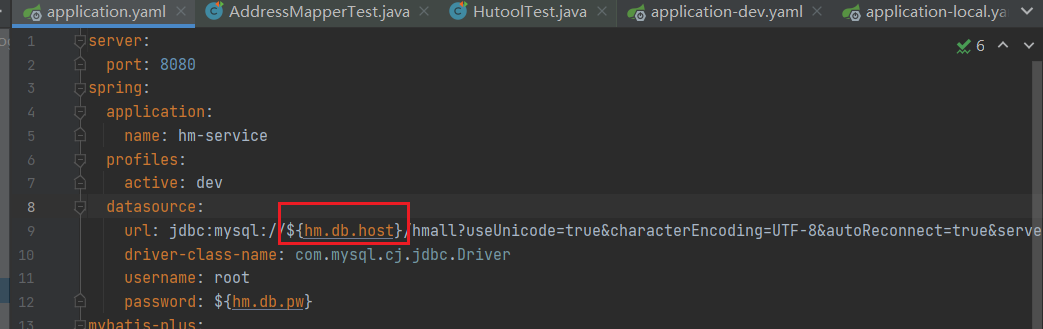 application.yaml AddressMapperTest.java HutoolTest.java application-dev.yaml application-local.ya
1 server:
2 port: 8080
3 spring:
4 application:
5 name: hm-service
6 profiles:
7 active: dev
8 datasource:
9 url: jdbc:mysql://${hm.db.host}/hmall?useUnicode=true&characterEncoding=UTF-8&autoReconnect=true&serve
10 driver-class-name: com.mysql.cj.jdbc.Driver
11 username: root
12 password: ${hm.db.pw}
13 mybatis-plus:
6